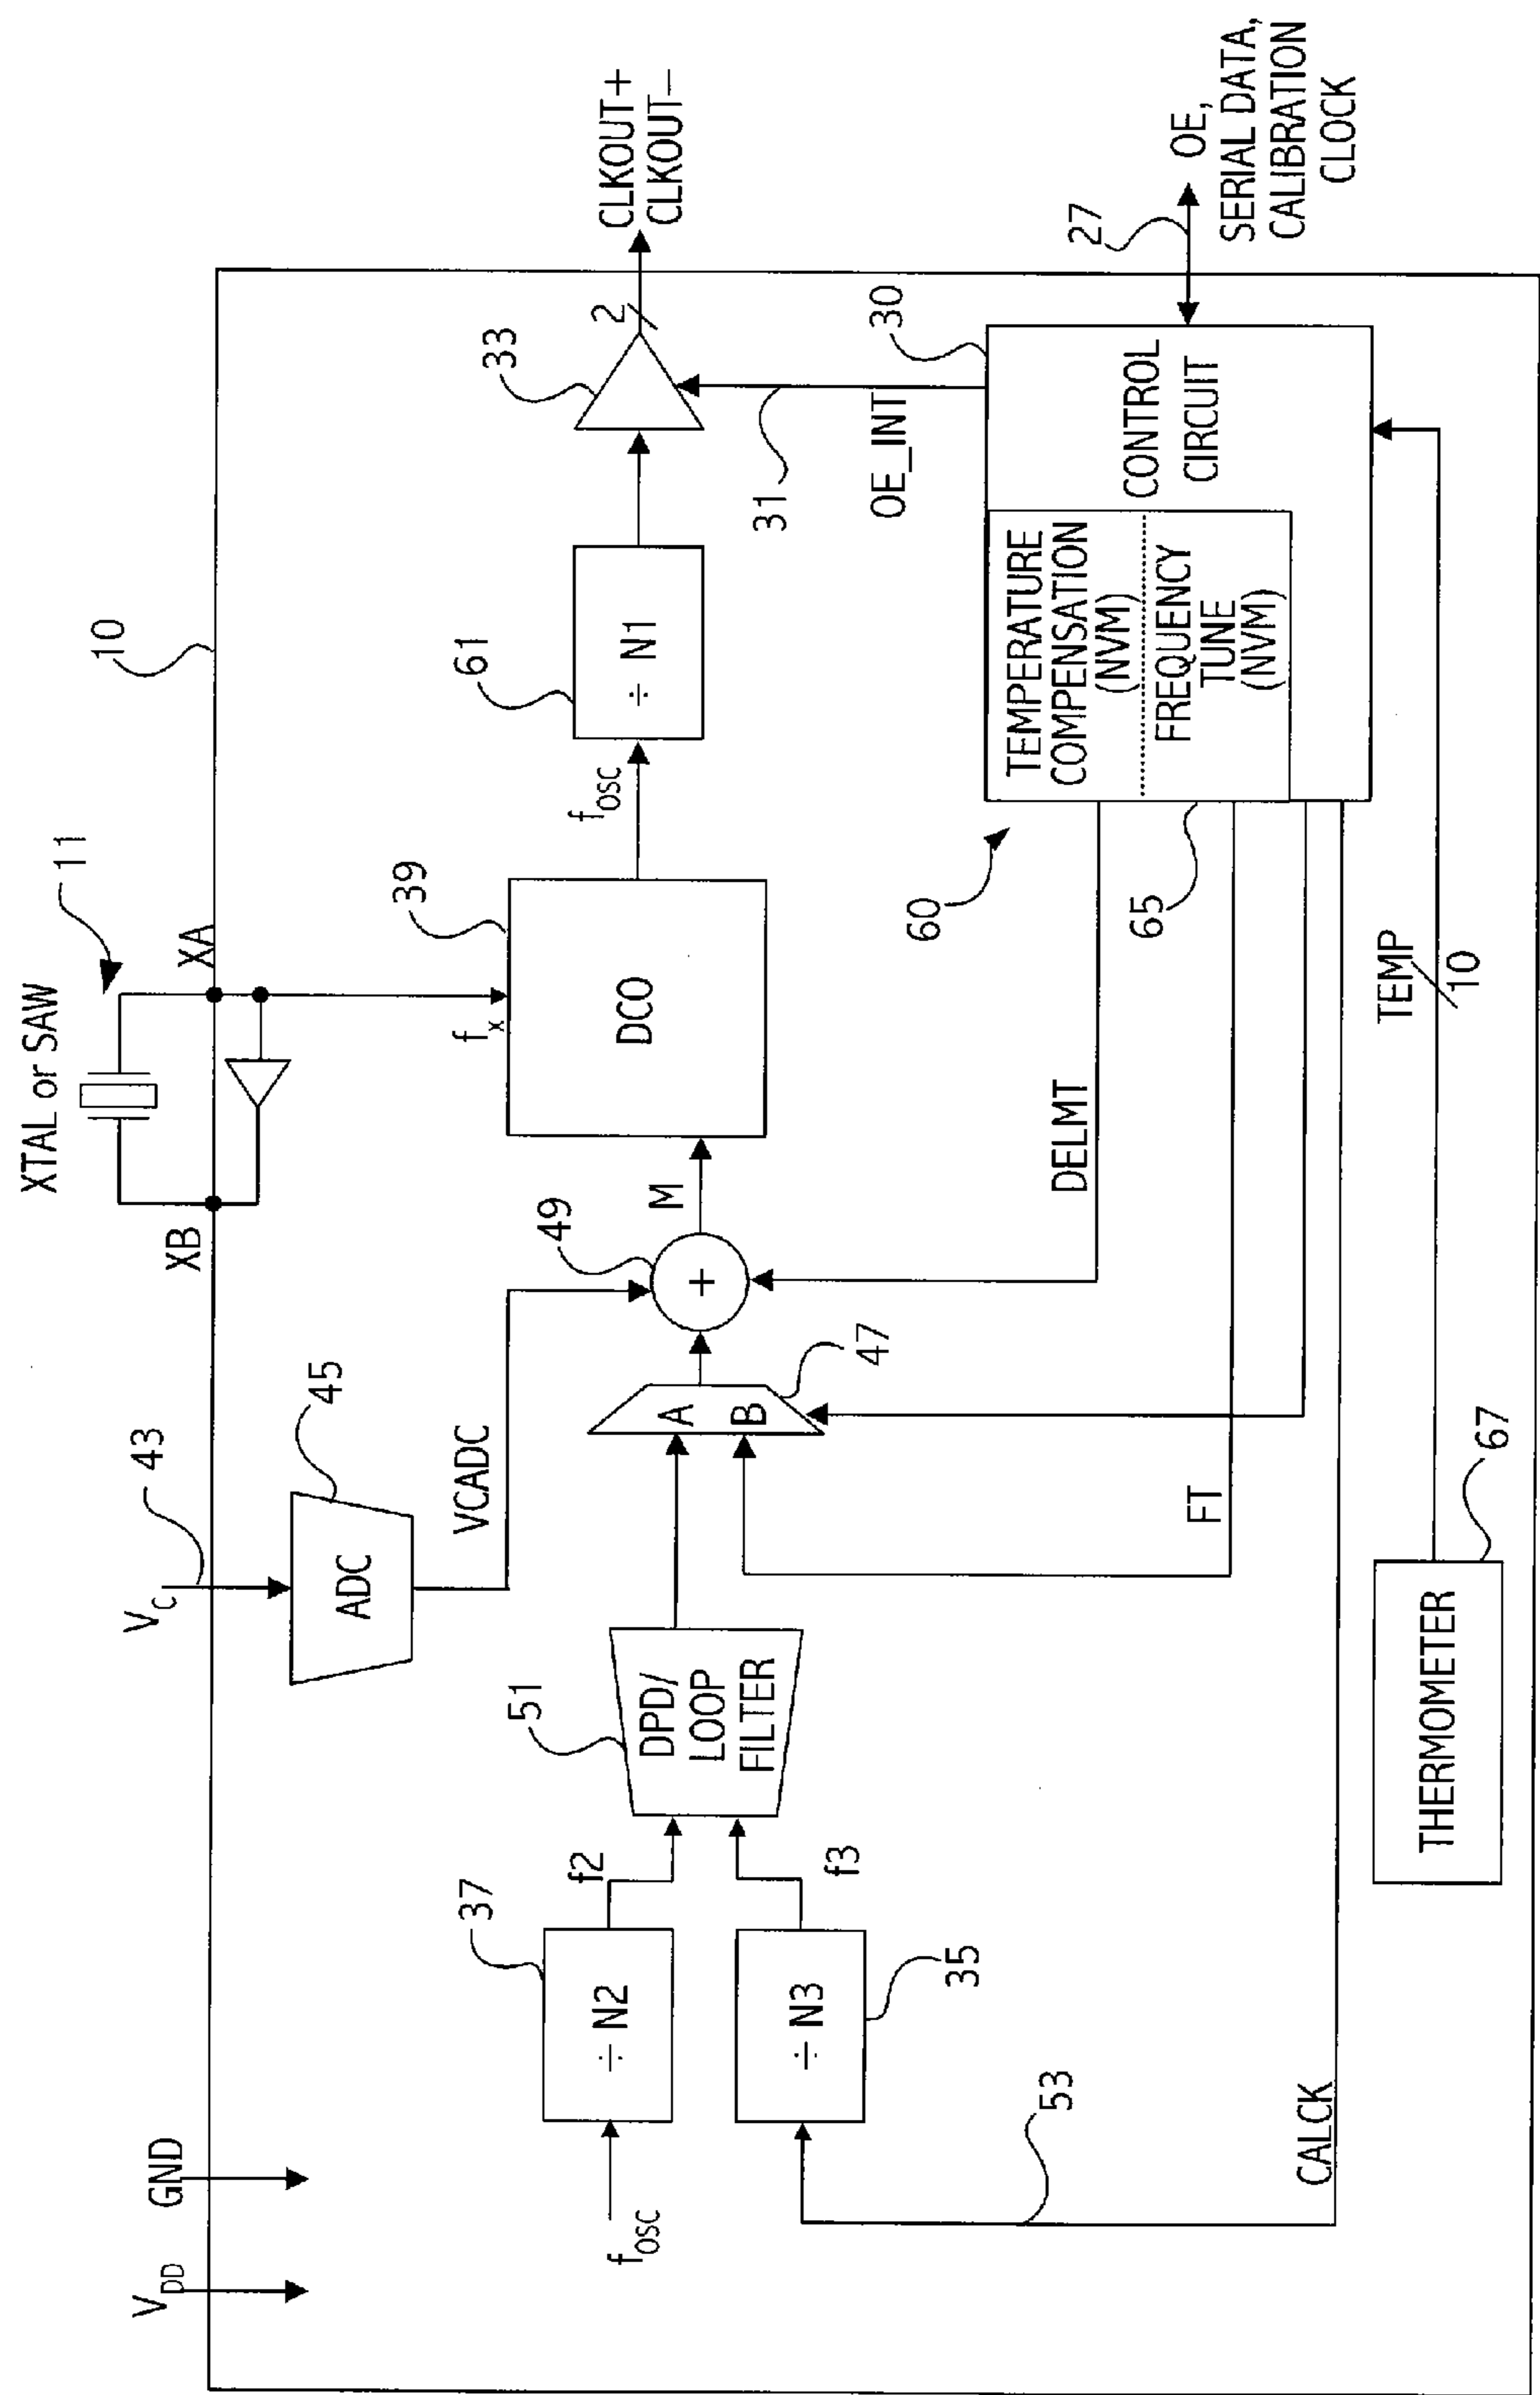 V_DD
GND
V_C
43
XTAL or SAW
XB
XA
11
10
45
ADC
VCADC
f_x
39
DCO
f_OSC
61
÷ N1
33
2
CLKOUT+
CLKOUT−
f_OSC
37
÷ N2
f2
51
DPD/
LOOP
FILTER
A
B
47
49
+
M
÷ N3
35
f3
53
31
OE_INT
30
27
OE,
SERIAL DATA,
CALIBRATION
CLOCK
60
DELMT
65
FT
TEMPERATURE
COMPENSATION
(NVM)
FREQUENCY
TUNE
(NVM)
CONTROL
CIRCUIT
CALCK
THERMOMETER
67
TEMP
10